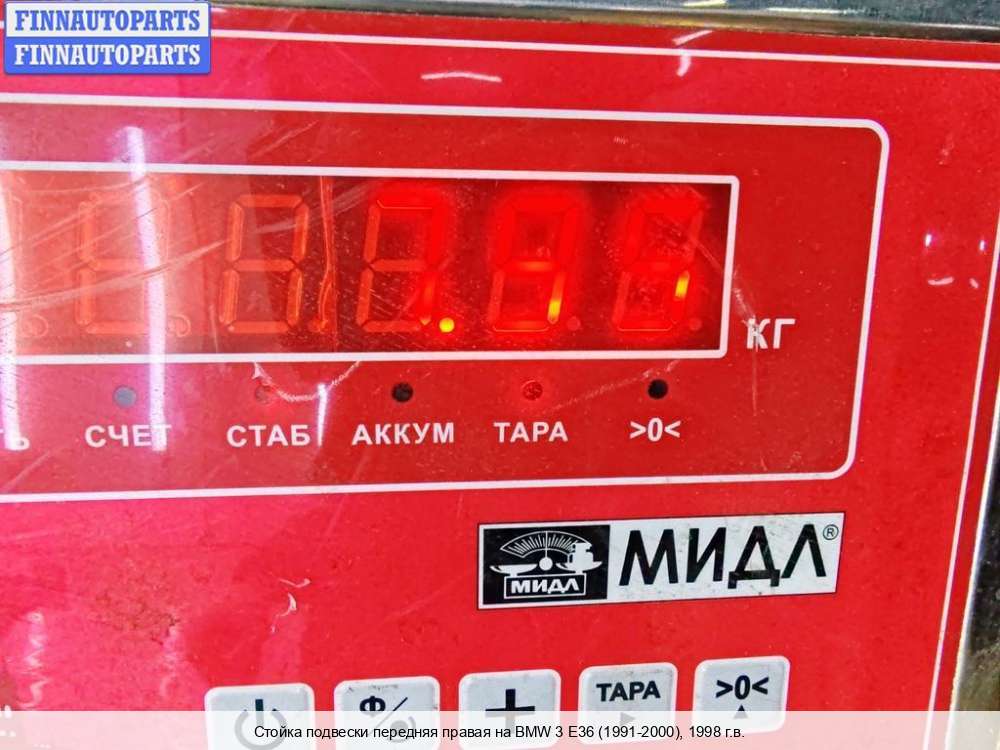 FINNAUTOPARTS
FINNAUTOPARTS
КГ
СЧЕТ СТАБ АККУМ ТАРА >0<
МИДЛ МИДЛ®
Ф/ + ТАРА >0<
Стойка подвески передняя правая на BMW 3 E36 (1991-2000), 1998 г.в.